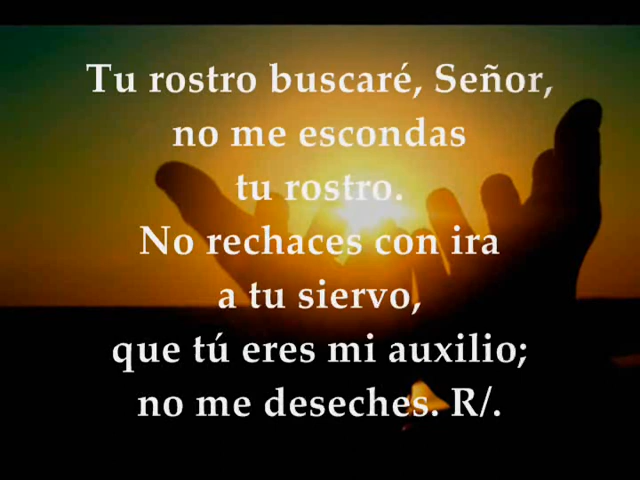 Tu rostro buscaré, Señor,
no me escondas
tu rostro.
No rechaces con ira
a tu siervo,
que tú eres mi auxilio;
no me deseches. R/.